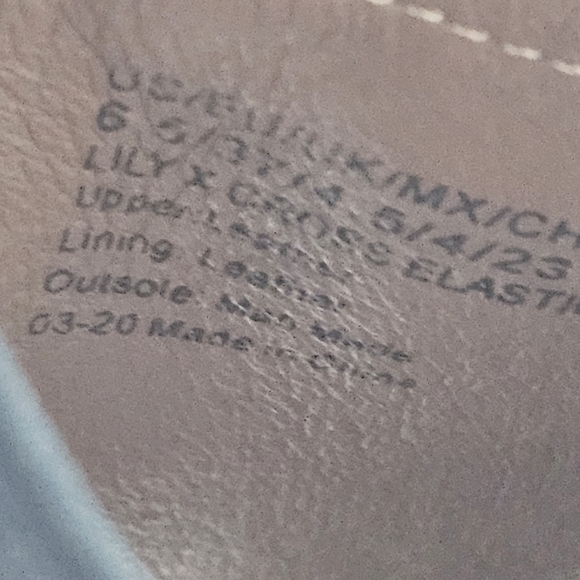 US/EU/UK/MX/CH
6.5/37/4.5/4/23
LILY X CROSS ELASTI
Upper Leather
Lining Leather
Outsole Man Made
03-20 Made in China